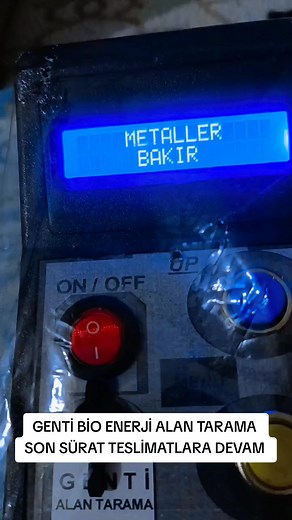 METALLER
BAKIR
ON / OFF
UP
GENTİ BİO ENERJİ ALAN TARAMA
SON SÜRAT TESLİMATLARA DEVAM
GENTİ
ALAN TARAMA